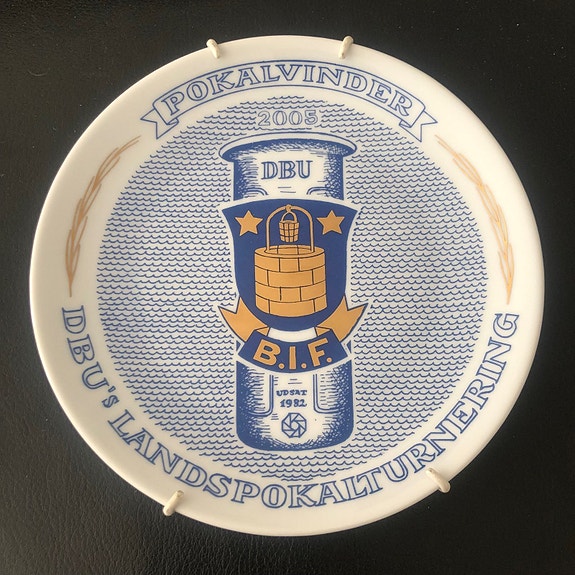 POKALVINDER
2005
DBU
B.I.F.
UDSAT
1982
DBU's LANDSPOKALTURNERING